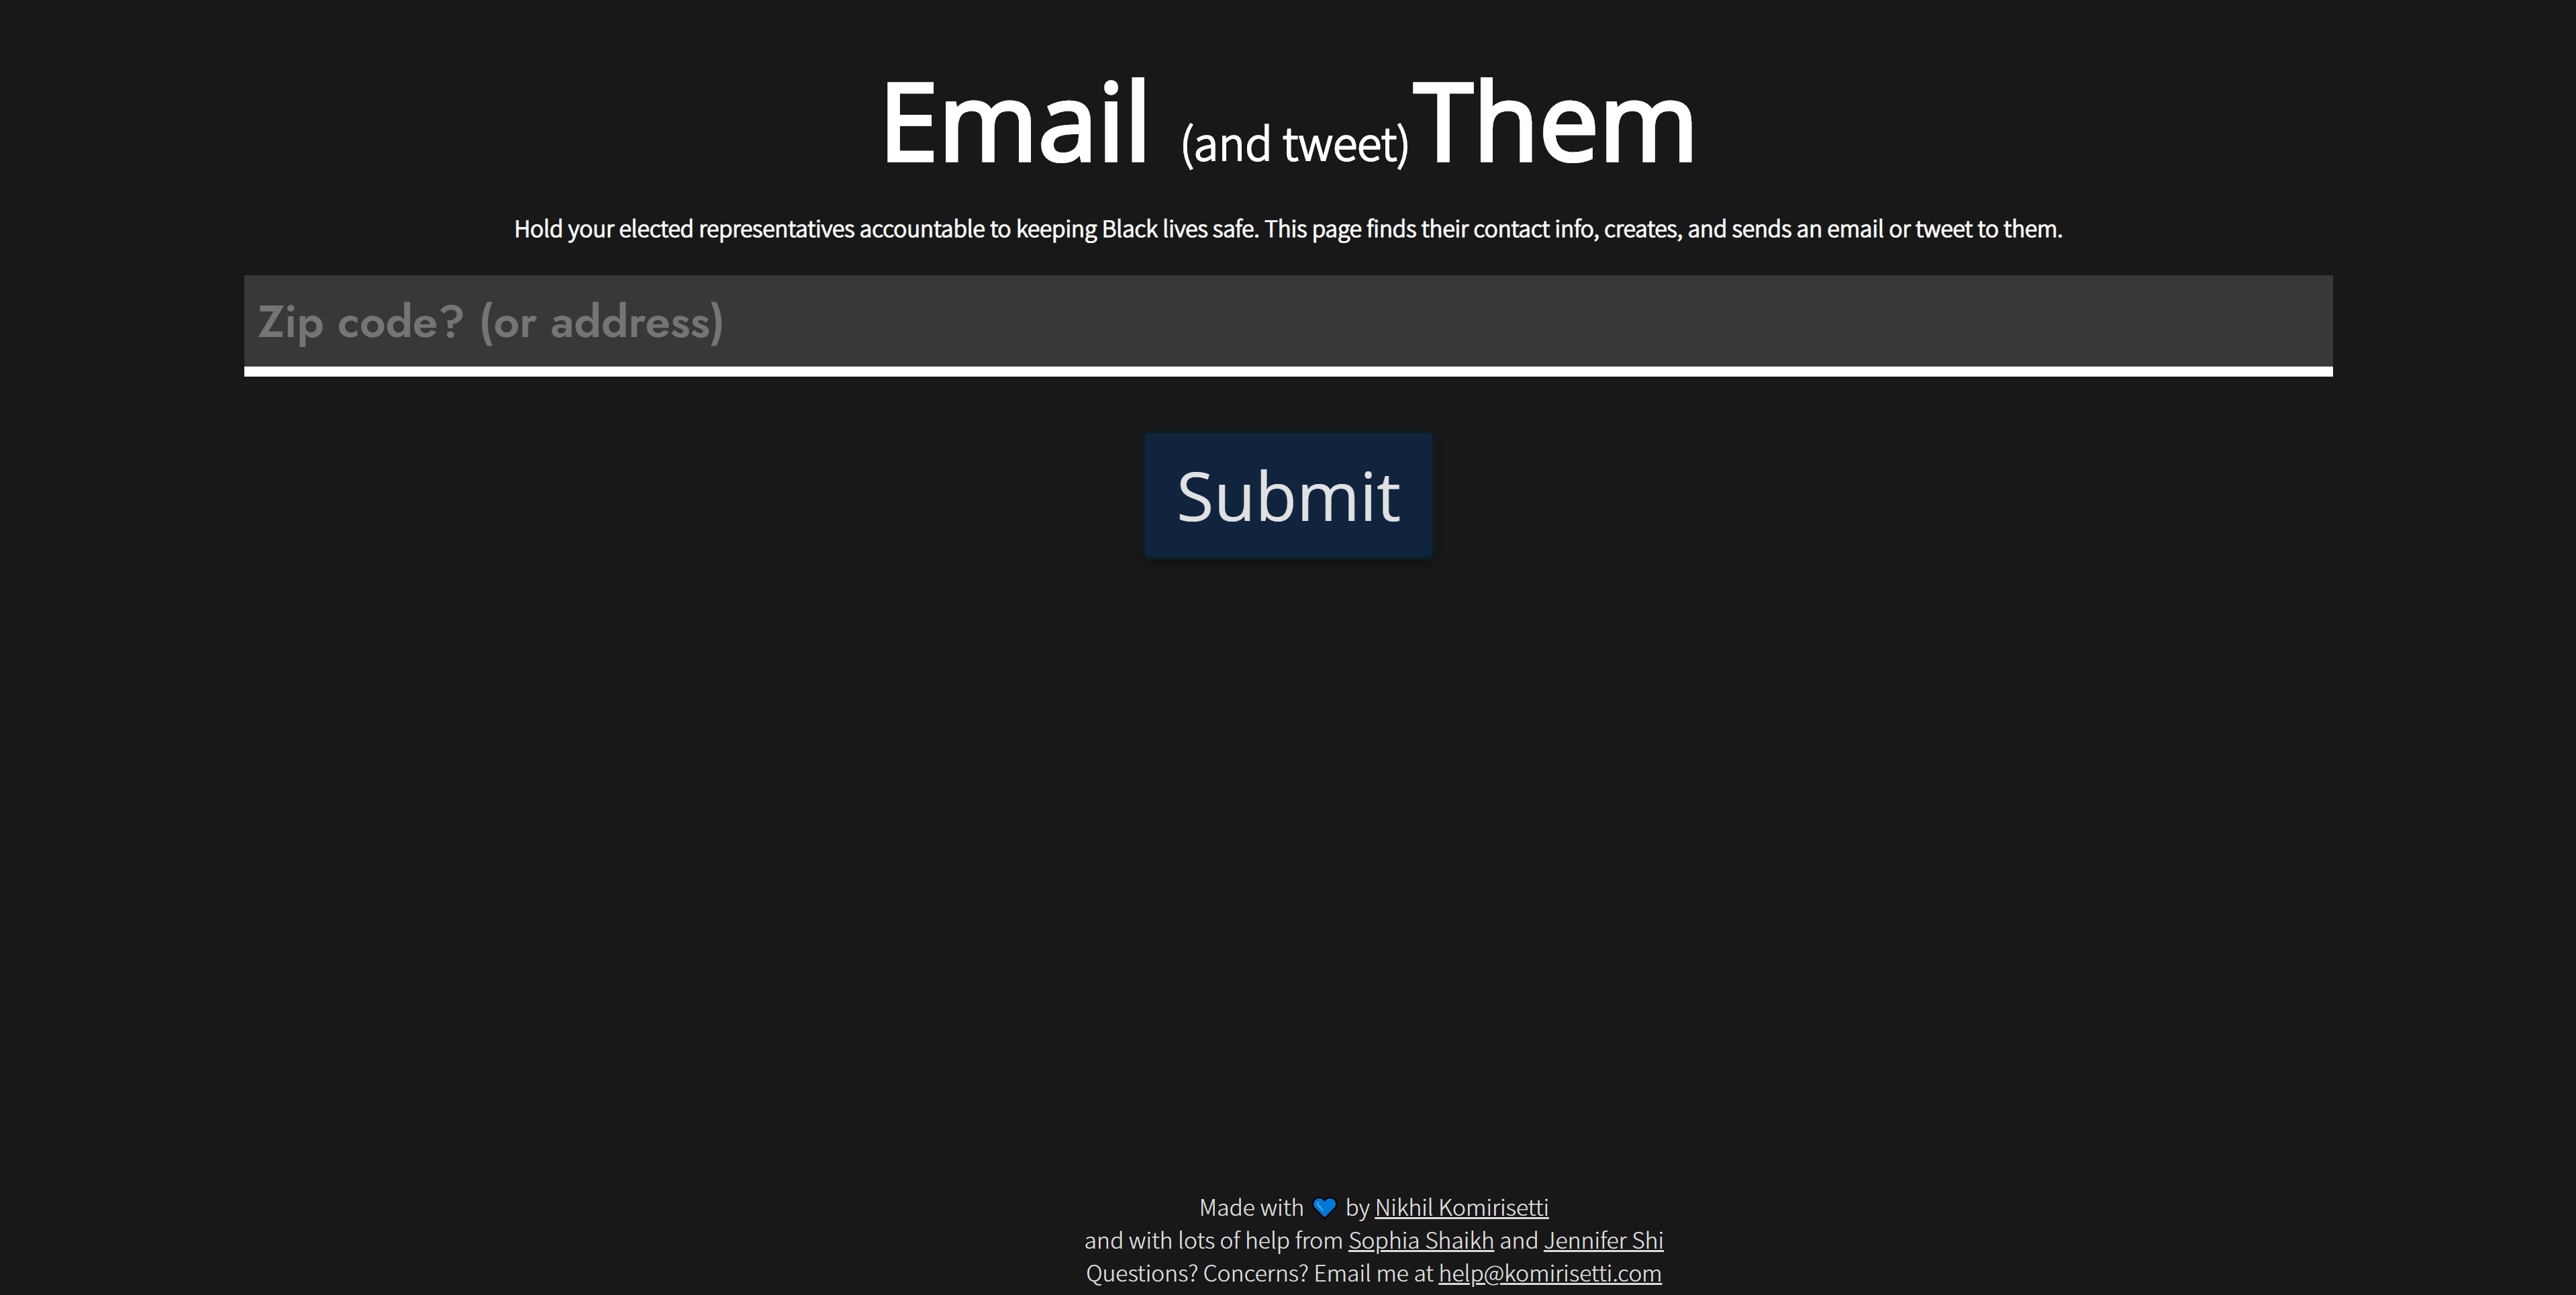 Email (and tweet) Them
Hold your elected representatives accountable to keeping Black lives safe. This page finds their contact info, creates, and sends an email or tweet to them.
Zip code? (or address)
Submit
Made with 💙 by Nikhil Komirisetti
and with lots of help from Sophia Shaikh and Jennifer Shi
Questions? Concerns? Email me at help@komirisetti.com